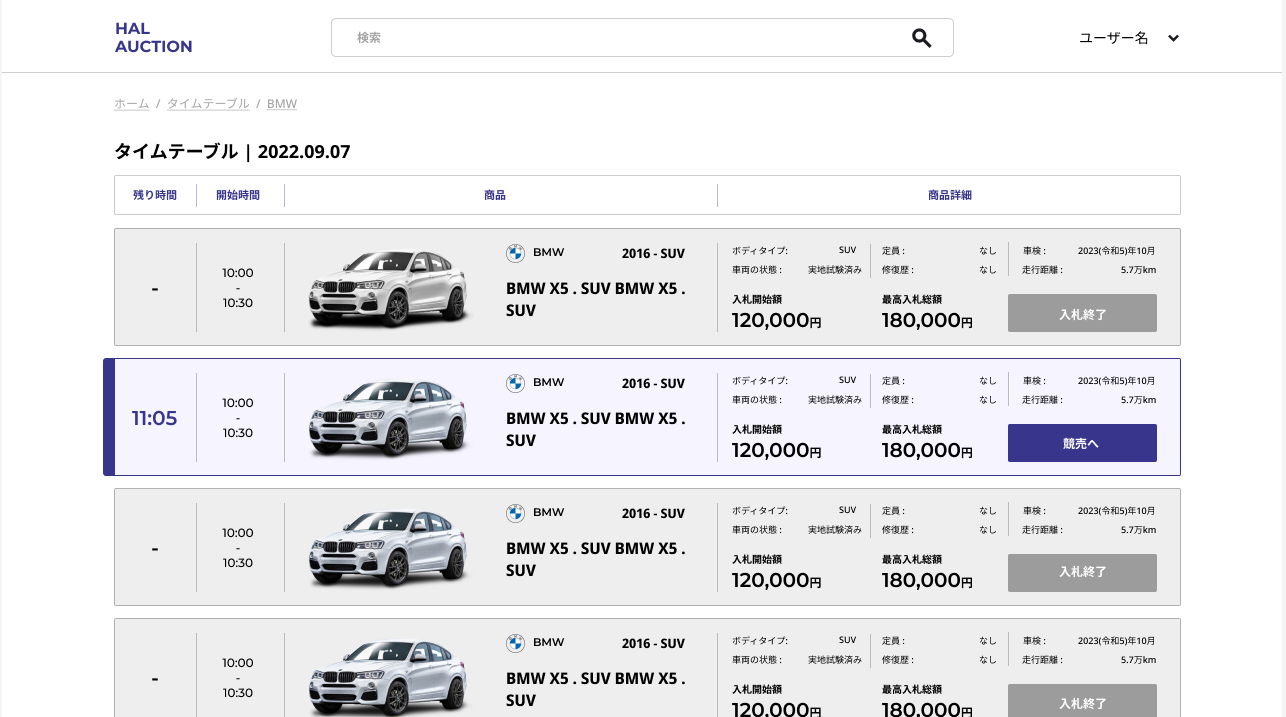 HAL
AUCTION
検索
ユーザー名
ホーム / タイムテーブル / BMW
タイムテーブル | 2022.09.07
残り時間 開始時間 商品 商品詳細
-
10:00
-
10:30
BMW 2016 - SUV
BMW X5 . SUV BMW X5 .
SUV
ボディタイプ: SUV 定員 : なし 車検 : 2023(令和5)年10月
車両の状態 : 実地試験済み 修復歴 : なし 走行距離 : 5.7万km
入札開始額 最高入札総額
120,000円 180,000円 入札終了
11:05
10:00
-
10:30
BMW 2016 - SUV
BMW X5 . SUV BMW X5 .
SUV
ボディタイプ: SUV 定員 : なし 車検 : 2023(令和5)年10月
車両の状態 : 実地試験済み 修復歴 : なし 走行距離 : 5.7万km
入札開始額 最高入札総額
120,000円 180,000円 競売へ
-
10:00
-
10:30
BMW 2016 - SUV
BMW X5 . SUV BMW X5 .
SUV
ボディタイプ: SUV 定員 : なし 車検 : 2023(令和5)年10月
車両の状態 : 実地試験済み 修復歴 : なし 走行距離 : 5.7万km
入札開始額 最高入札総額
120,000円 180,000円 入札終了
-
10:00
-
10:30
BMW 2016 - SUV
BMW X5 . SUV BMW X5 .
SUV
ボディタイプ: SUV 定員 : なし 車検 : 2023(令和5)年10月
車両の状態 : 実地試験済み 修復歴 : なし 走行距離 : 5.7万km
入札開始額 最高入札総額
120,000円 180,000円 入札終了